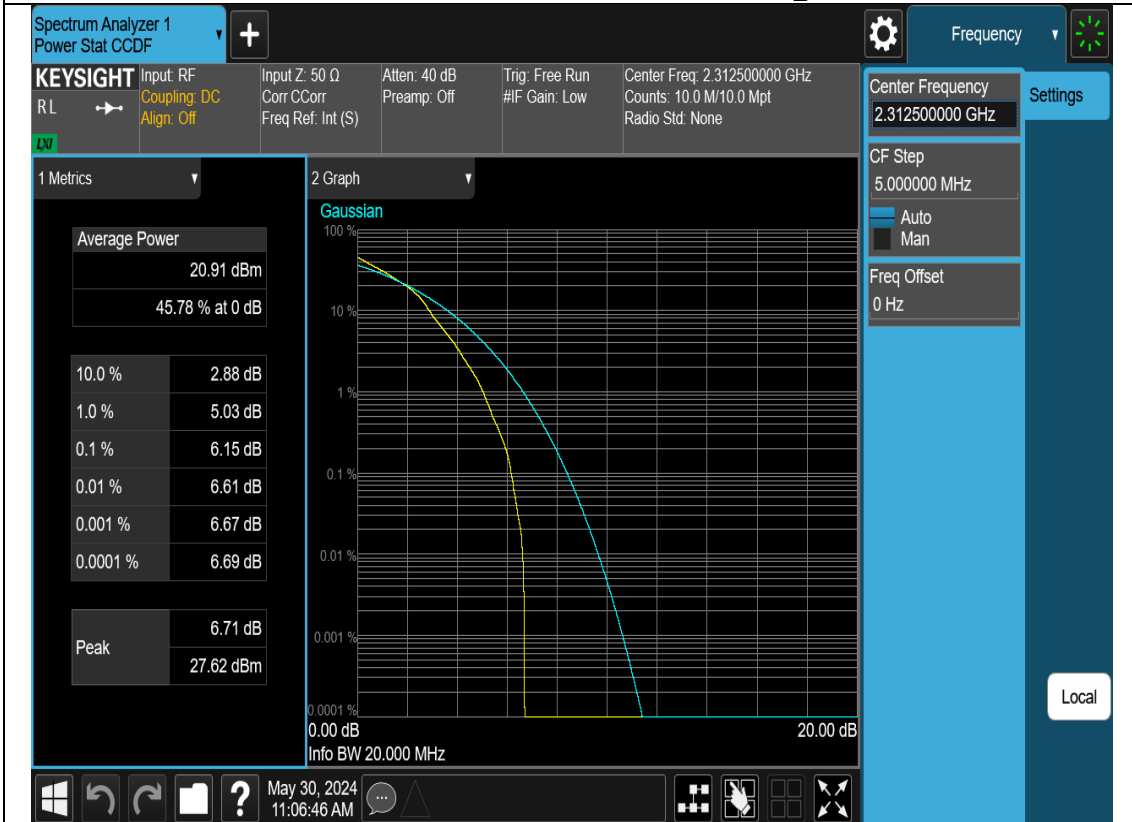 Spectrum Analyzer 1
Power Stat CCDF
Frequency
KEYSIGHT
RL
LXI
Input: RF
Coupling: DC
Align: Off
Input Z: 50 Ω
Corr CCorr
Freq Ref: Int (S)
Atten: 40 dB
Preamp: Off
Trig: Free Run
#IF Gain: Low
Center Freq: 2.312500000 GHz
Counts: 10.0 M/10.0 Mpt
Radio Std: None
Center Frequency
2.312500000 GHz
Settings
CF Step
5.000000 MHz
Auto
Man
Freq Offset
0 Hz
Local
1 Metrics
Average Power
20.91 dBm
45.78 % at 0 dB
10.0 % 2.88 dB
1.0 % 5.03 dB
0.1 % 6.15 dB
0.01 % 6.61 dB
0.001 % 6.67 dB
0.0001 % 6.69 dB
Peak
6.71 dB
27.62 dBm
2 Graph
Gaussian
100 %
10 %
1 %
0.1 %
0.01 %
0.001 %
0.0001 %
0.00 dB 20.00 dB
Info BW 20.000 MHz
?
May 30, 2024
11:06:46 AM